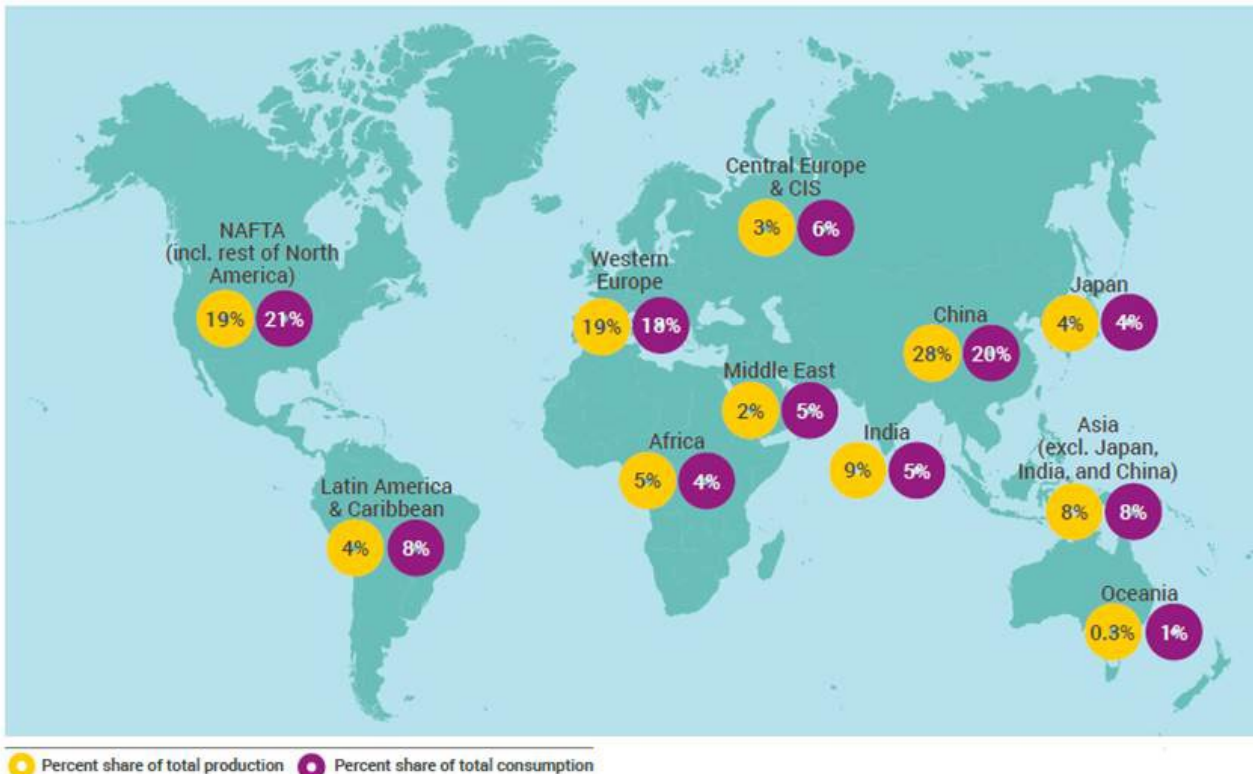 Central Europe
& CIS
3% 6%
NAFTA
(incl. rest of North
America)
19% 21%
Western
Europe
19% 18%
Japan
4% 4%
China
28% 20%
Middle East
2% 5%
Africa
5% 4%
India
9% 5%
Asia
(excl. Japan,
India, and China)
8% 8%
Latin America
& Caribbean
4% 8%
Oceania
0.3% 1%
Percent share of total production Percent share of total consumption